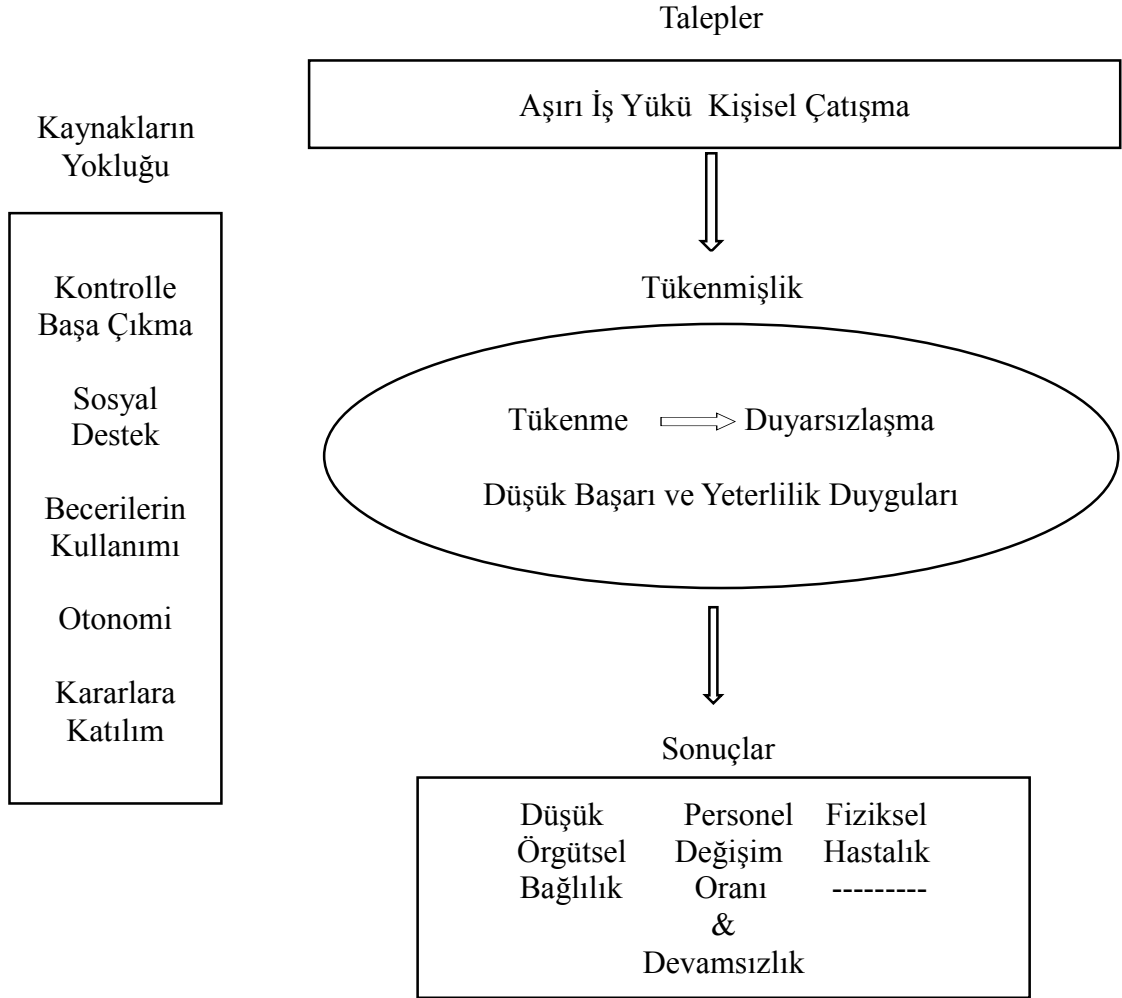 Talepler
Aşırı İş Yükü Kişisel Çatışma
Kaynakların
Yokluğu
Kontrolle
Başa Çıkma
Sosyal
Destek
Becerilerin
Kullanımı
Otonomi
Kararlara
Katılım
Tükenmişlik
Tükenme Duyarsızlaşma
Düşük Başarı ve Yeterlilik Duyguları
Sonuçlar
Düşük Personel Fiziksel
Örgütsel Değişim Hastalık
Bağlılık Oranı ---------
&
Devamsızlık